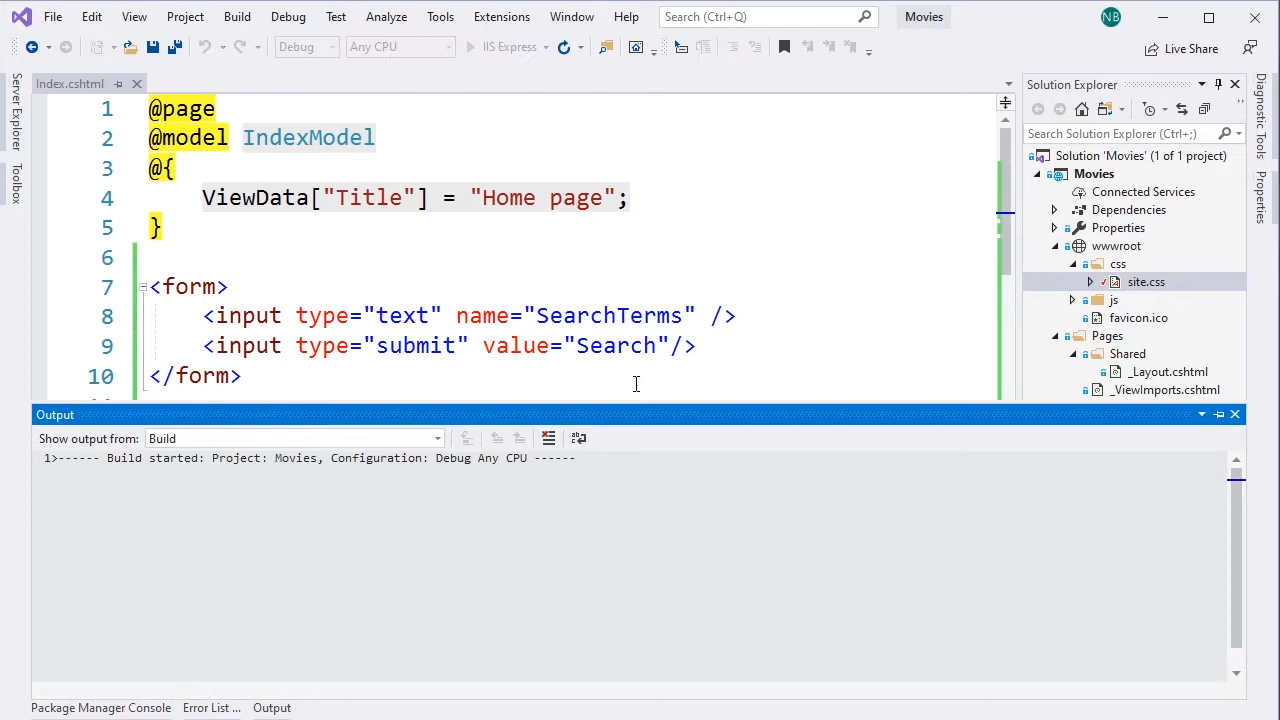 File Edit View Project Build Debug Test Analyze Tools Extensions Window Help Search (Ctrl+Q) Movies NB
Debug Any CPU IIS Express Live Share
Index.cshtml
Server Explorer
Toolbox
1 @page
2 @model IndexModel
3 @{
4 ViewData["Title"] = "Home page";
5 }
6
7 <form>
8 <input type="text" name="SearchTerms" />
9 <input type="submit" value="Search"/>
10 </form>
Solution Explorer
Search Solution Explorer (Ctrl+;)
Solution 'Movies' (1 of 1 project)
Movies
Connected Services
Dependencies
Properties
wwwroot
css
site.css
js
favicon.ico
Pages
Shared
_Layout.cshtml
_ViewImports.cshtml
Diagnostic Tools
Properties
Output
Show output from: Build
1>------ Build started: Project: Movies, Configuration: Debug Any CPU ------
Package Manager Console Error List ... Output